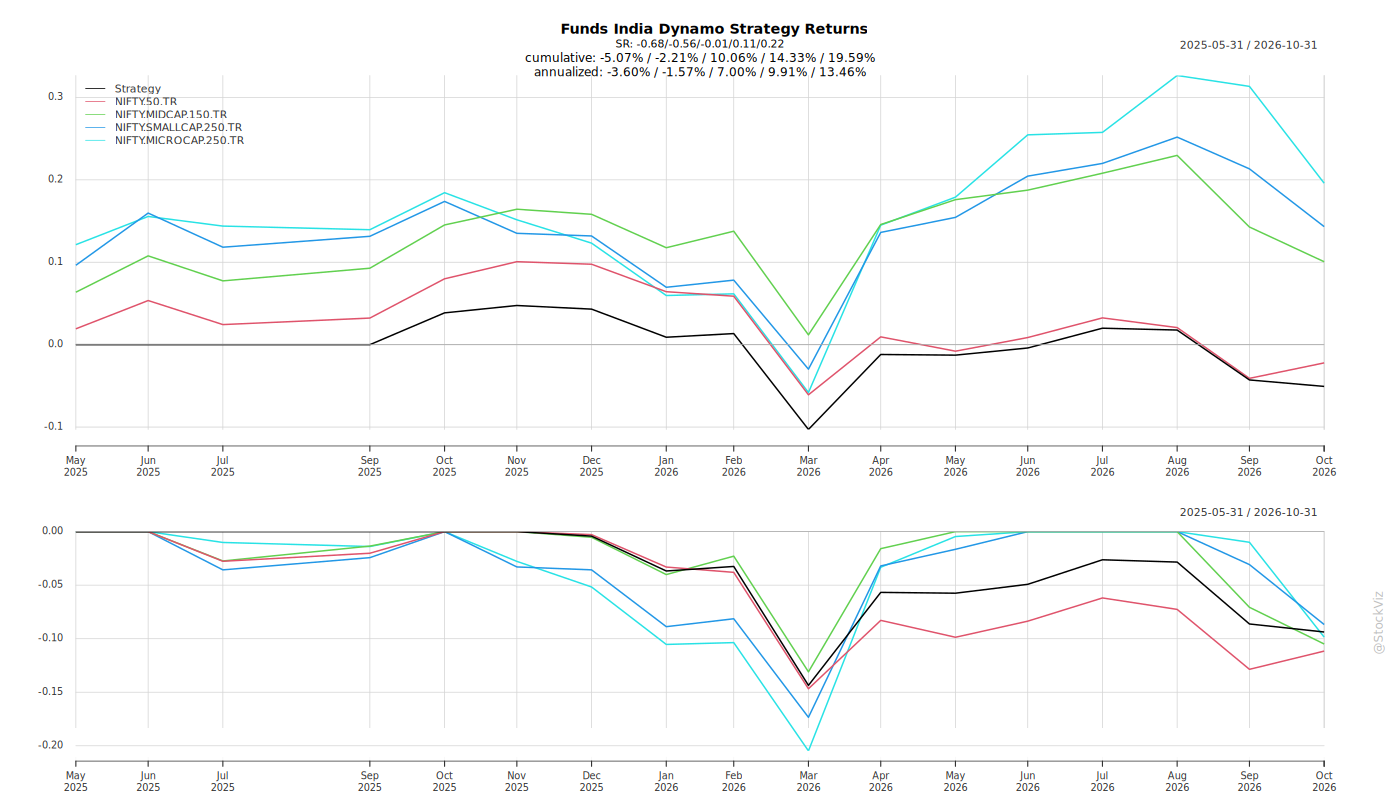 Funds India Dynamo Strategy Returns
SR: -0.68/-0.56/-0.01/0.11/0.22
cumulative: -5.07% / -2.21% / 10.06% / 14.33% / 19.59%
annualized: -3.60% / -1.57% / 7.00% / 9.91% / 13.46%
2025-05-31 / 2026-10-31
Strategy
NIFTY.50.TR
NIFTY.MIDCAP.150.TR
NIFTY.SMALLCAP.250.TR
NIFTY.MICROCAP.250.TR
0.3
0.2
0.1
0.0
-0.1
May Jun Jul Sep Oct Nov Dec Jan Feb Mar Apr May Jun Jul Aug Sep Oct
2025 2025 2025 2025 2025 2025 2025 2026 2026 2026 2026 2026 2026 2026 2026 2026 2026
2025-05-31 / 2026-10-31
0.00
-0.05
-0.10
-0.15
-0.20
May Jun Jul Sep Oct Nov Dec Jan Feb Mar Apr May Jun Jul Aug Sep Oct
2025 2025 2025 2025 2025 2025 2025 2026 2026 2026 2026 2026 2026 2026 2026 2026 2026
@StockViz